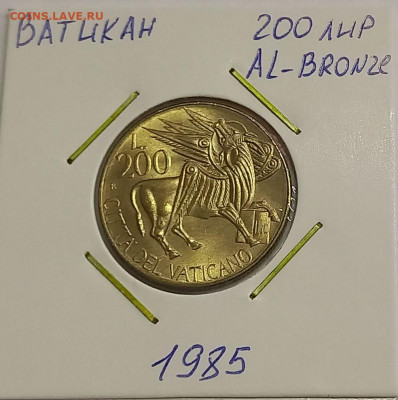 COINS.LAVE.RU
ВАТИКАН
200 ЛИР
AL-BRONZE
L.
200
R
CITTA' DEL VATICANO
1985